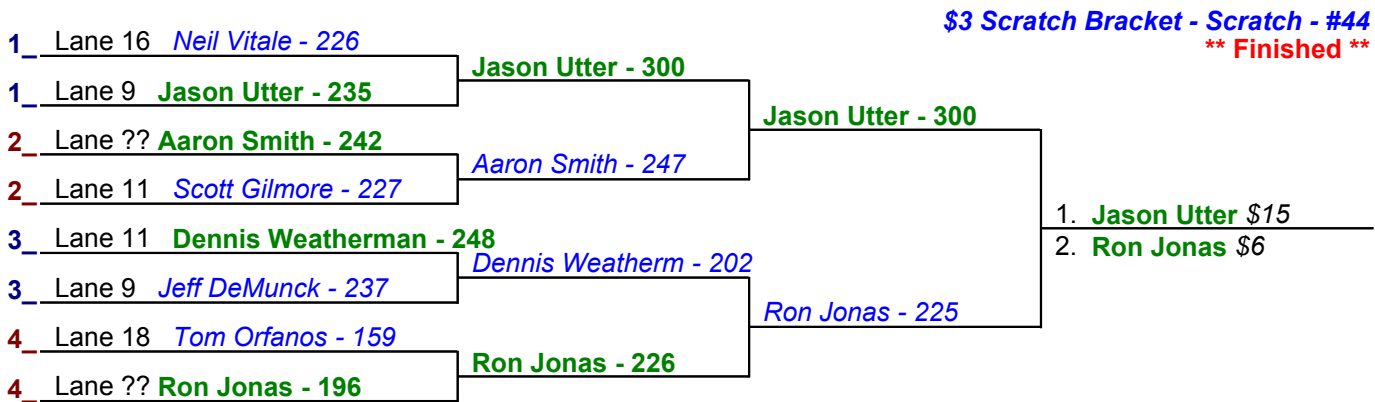 $3 Scratch Bracket - Scratch - #44
** Finished **
1_ Lane 16 Neil Vitale - 226
1_ Lane 9 Jason Utter - 235
2_ Lane ?? Aaron Smith - 242
2_ Lane 11 Scott Gilmore - 227
3_ Lane 11 Dennis Weatherman - 248
3_ Lane 9 Jeff DeMunck - 237
4_ Lane 18 Tom Orfanos - 159
4_ Lane ?? Ron Jonas - 196
Jason Utter - 300
Aaron Smith - 247
Dennis Weatherm - 202
Ron Jonas - 226
Jason Utter - 300
Ron Jonas - 225
1. Jason Utter $15
2. Ron Jonas $6